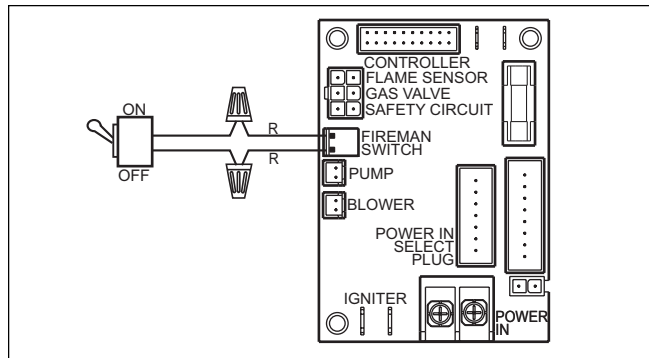 CONTROLLER
FLAME SENSOR
GAS VALVE
SAFETY CIRCUIT
ON
OFF
R
R
FIREMAN
SWITCH
PUMP
BLOWER
POWER IN
SELECT
PLUG
IGNITER
POWER
IN